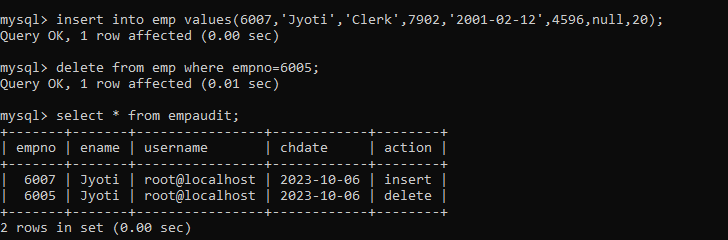 mysql> insert into emp values(6007,'Jyoti','Clerk',7902,'2001-02-12',4596,null,20);
Query OK, 1 row affected (0.00 sec)
mysql> delete from emp where empno=6005;
Query OK, 1 row affected (0.01 sec)
mysql> select * from empaudit;
+-------+-------+----------------+------------+--------+
| empno | ename | username       | chdate     | action |
+-------+-------+----------------+------------+--------+
|  6007 | Jyoti | root@localhost | 2023-10-06 | insert |
|  6005 | Jyoti | root@localhost | 2023-10-06 | delete |
+-------+-------+----------------+------------+--------+
2 rows in set (0.00 sec)